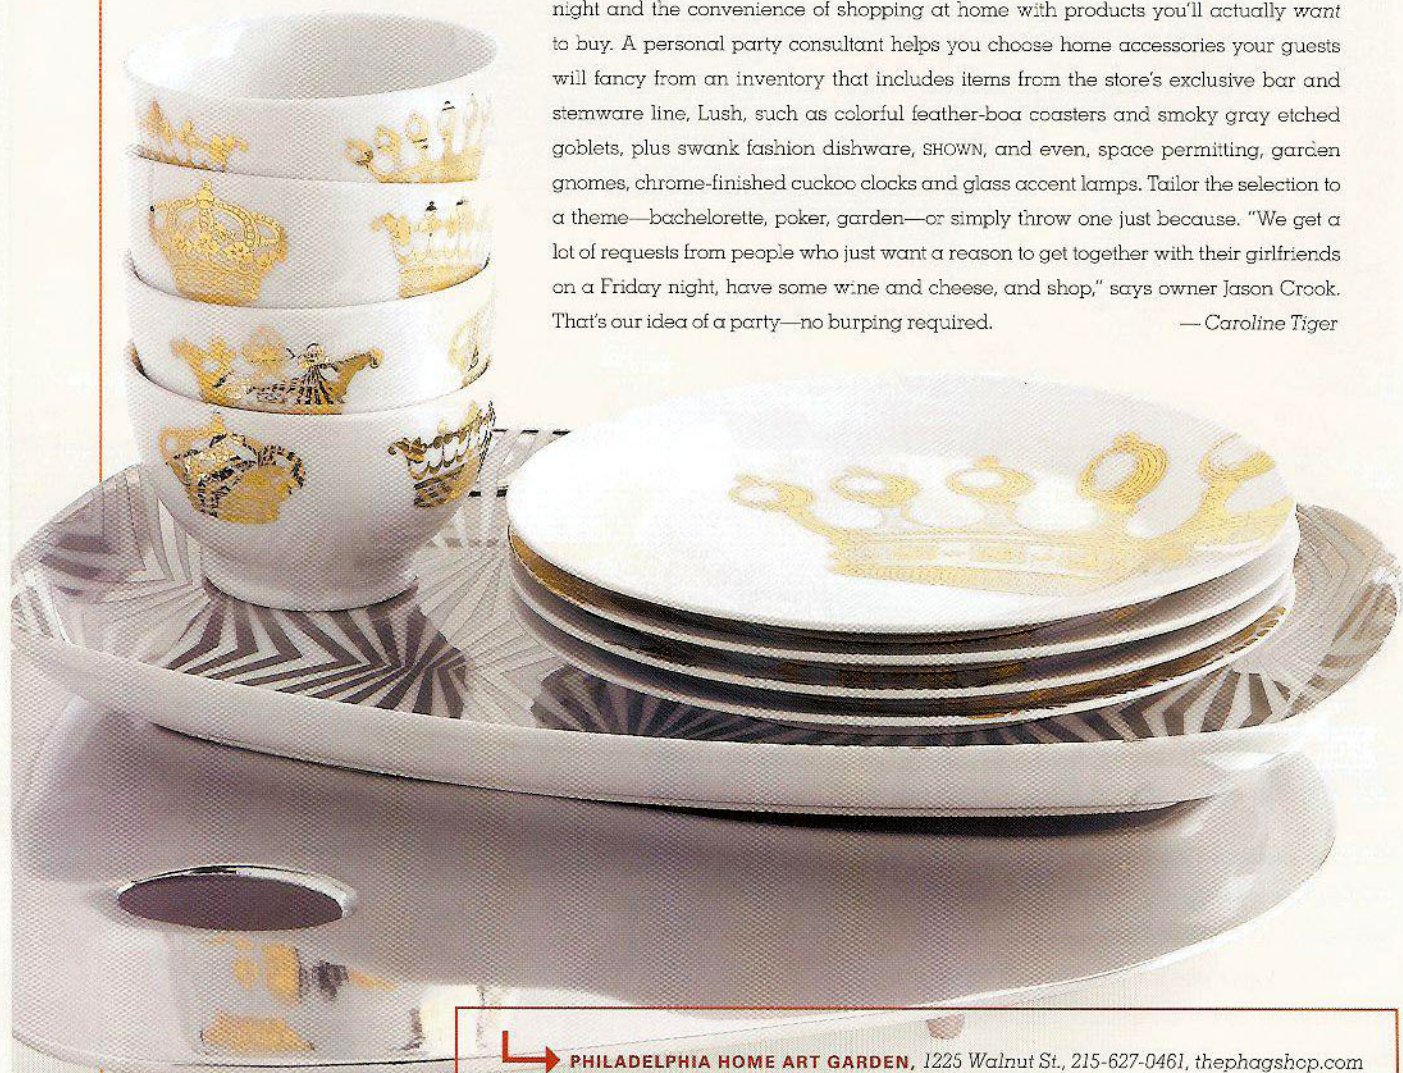 night and the convenience of shopping at home with products you'll actually want
to buy. A personal party consultant helps you choose home accessories your guests
will fancy from an inventory that includes items from the store's exclusive bar and
stemware line, Lush, such as colorful feather-boa coasters and smoky gray etched
goblets, plus swank fashion dishware, SHOWN, and even, space permitting, garden
gnomes, chrome-finished cuckoo clocks and glass accent lamps. Tailor the selection to
a theme—bachelorette, poker, garden—or simply throw one just because. "We get a
lot of requests from people who just want a reason to get together with their girlfriends
on a Friday night, have some wine and cheese, and shop," says owner Jason Crook.
That's our idea of a party—no burping required. — Caroline Tiger
PHILADELPHIA HOME ART GARDEN, 1225 Walnut St., 215-627-0461, thephagshop.com